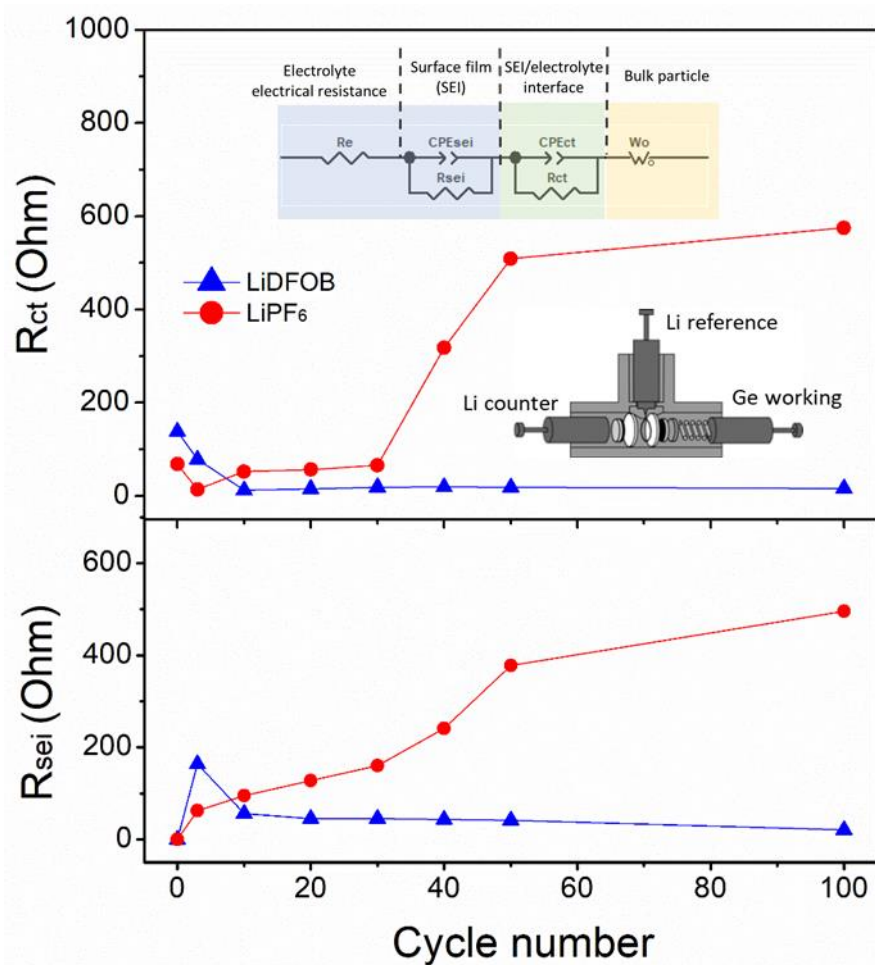 1000
800
600
400
200
0
Rct (Ohm)
Electrolyte
electrical resistance
Surface film
(SEI)
SEI/electrolyte
interface
Bulk particle
Re
CPEsei
Rsei
CPEct
Rct
Wo
LiDFOB
LiPF6
Li reference
Li counter
Ge working
600
400
200
0
Rsei (Ohm)
0 20 40 60 80 100
Cycle number